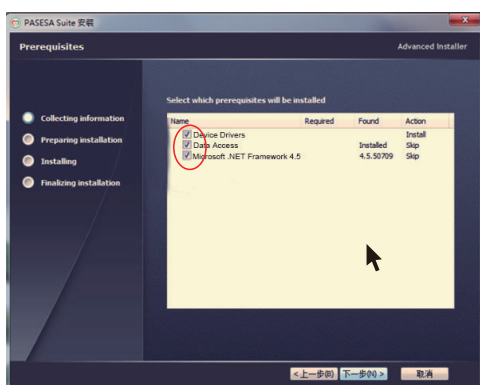 PASESA Suite 安裝
Prerequisites
Advanced Installer
Select which prerequisites will be installed
Collecting information
Preparing installation
Installing
Finalizing installation
Name Required Found Action
Device Drivers Install
Data Access Installed Skip
Microsoft .NET Framework 4.5 4.5.50709 Skip
<上一步(B) 下一步(N) > 取消